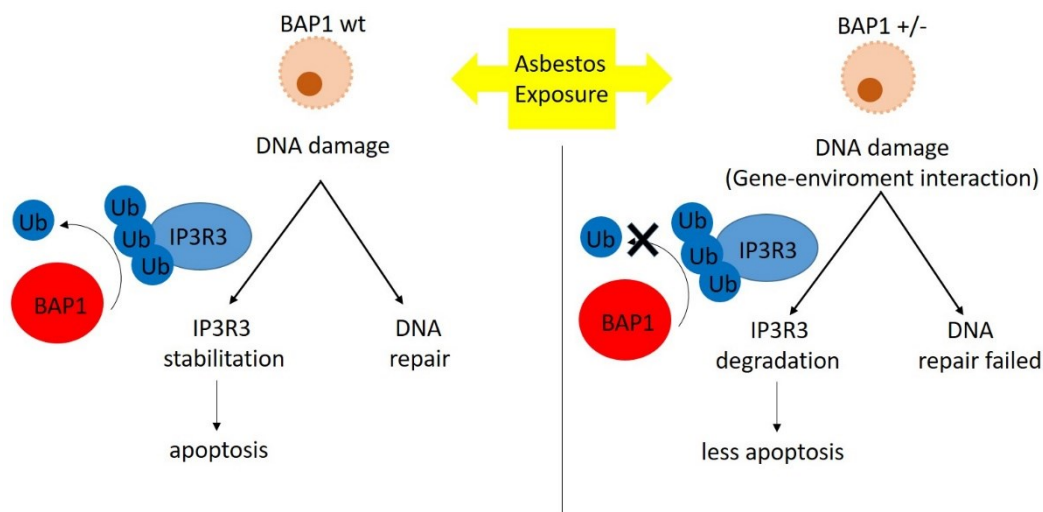 BAP1 wt
DNA damage
Ub
Ub
Ub
Ub
IP3R3
BAP1
IP3R3
stabilitation
DNA
repair
apoptosis
Asbestos
Exposure
BAP1 +/-
DNA damage
(Gene-enviroment interaction)
Ub
Ub
Ub
Ub
IP3R3
BAP1
IP3R3
degradation
DNA
repair failed
less apoptosis